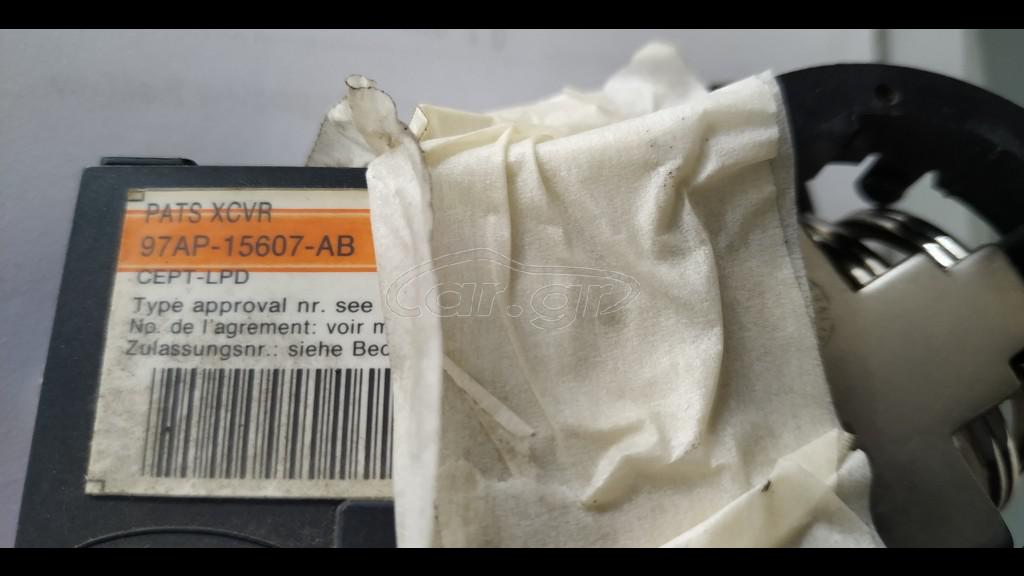 PATS XCVR
97AP-15607-AB
CEPT-LPD
Type approval nr. see
No. de l'agrement: voir m
Zulassungsnr.: siehe Bed
car.gr